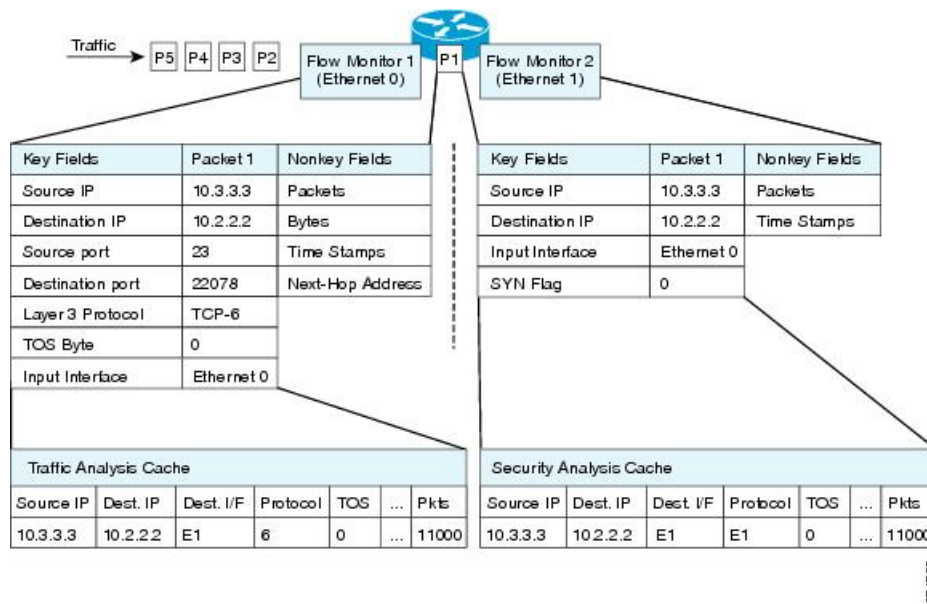 Traffic
P5 P4 P3 P2
Flow Monitor 1
(Ethernet 0)
P1
Flow Monitor 2
(Ethernet 1)
Key Fields Packet 1 Nonkey Fields
Source IP 10.3.3.3 Packets
Destination IP 10.2.2.2 Bytes
Source port 23 Time Stamps
Destination port 22078 Next-Hop Address
Layer 3 Protocol TCP-6
TOS Byte 0
Input Interface Ethernet 0
Key Fields Packet 1 Nonkey Fields
Source IP 10.3.3.3 Packets
Destination IP 10.2.2.2 Time Stamps
Input Interface Ethernet 0
SYN Flag 0
Traffic Analysis Cache
Source IP Dest. IP Dest. I/F Protocol TOS ... Pkts
10.3.3.3 10.2.2.2 E1 6 0 ... 11000
Security Analysis Cache
Source IP Dest. IP Dest. I/F Protocol TOS ... Pkts
10.3.3.3 10.2.2.2 E1 E1 0 ... 11000